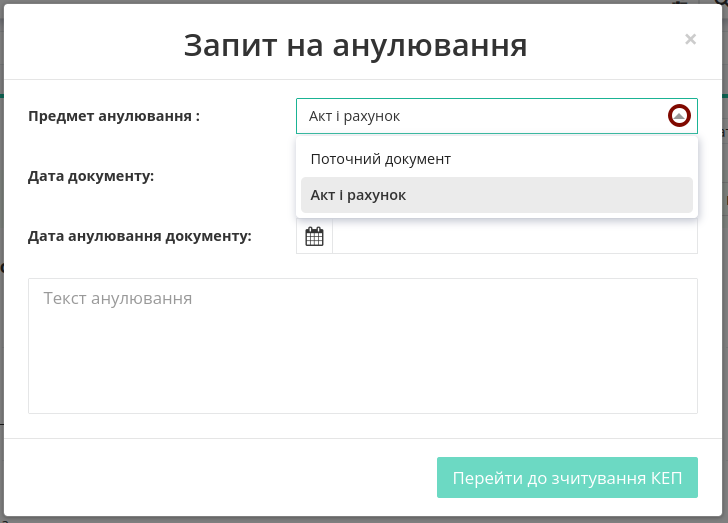 Запит на анулювання
×
Предмет анулювання :
Акт і рахунок
Поточний документ
Акт і рахунок
Дата документу:
Дата анулювання документу:
Текст анулювання
Перейти до зчитування КЕП